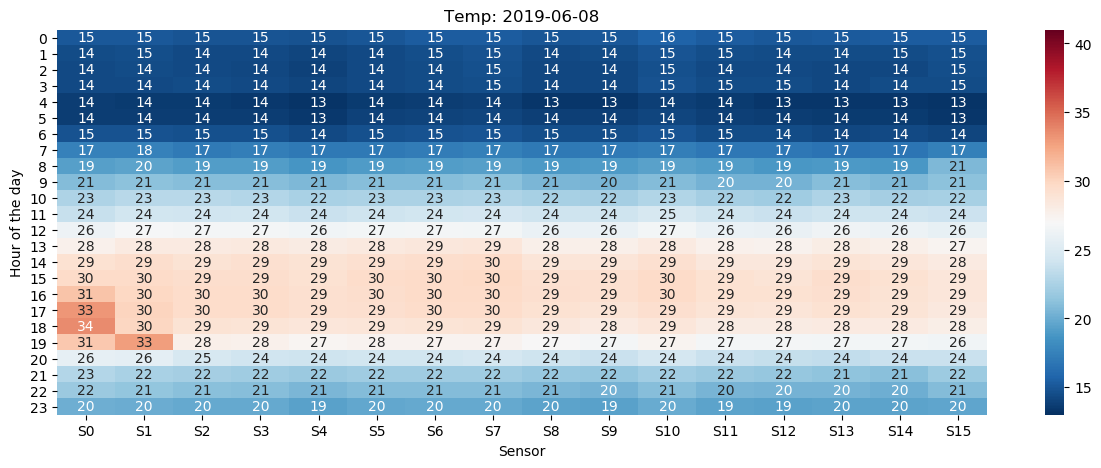 Temp: 2019-06-08
0 15 15 15 15 15 15 15 15 15 15 16 15 15 15 15 15
1 14 15 14 14 14 14 14 15 14 14 15 15 14 14 15 15
2 14 14 14 14 14 14 14 15 14 14 15 14 14 14 14 15
3 14 14 14 14 14 14 14 15 14 14 15 14 14 14 14 15
4 14 14 14 14 13 14 14 14 13 13 14 14 13 13 13 13
5 14 14 14 14 13 14 14 14 14 14 14 14 14 14 14 13
6 15 15 15 15 14 15 15 15 15 15 15 15 14 14 14 14
7 17 18 17 17 17 17 17 17 17 17 17 17 17 17 17 17
8 19 20 19 19 19 19 19 19 19 19 19 19 19 19 19 21
9 21 21 21 21 21 21 21 21 21 20 21 20 20 21 21 21
10 23 23 23 23 22 23 23 23 22 22 23 22 22 23 22 22
11 24 24 24 24 24 24 24 24 24 24 25 24 24 24 24 24
12 26 27 27 27 26 27 27 27 26 26 27 26 26 26 26 26
13 28 28 28 28 28 28 29 29 28 28 28 28 28 28 28 27
14 29 29 29 29 29 29 29 30 29 29 29 29 29 29 29 28
15 30 30 29 29 29 30 30 30 29 29 30 29 29 29 29 29
16 31 30 30 30 29 29 30 30 29 29 30 29 29 29 29 29
17 33 30 30 30 29 29 30 30 29 29 29 29 29 29 29 29
18 34 30 29 29 29 29 29 29 29 28 29 28 28 28 28 28
19 31 33 28 28 27 28 27 27 27 27 27 27 27 27 27 26
20 26 26 25 24 24 24 24 24 24 24 24 24 24 24 24 24
21 23 22 22 22 22 22 22 22 22 22 22 22 22 21 21 22
22 22 21 21 21 21 21 21 21 21 20 21 20 20 20 20 21
23 20 20 20 20 19 20 20 20 20 19 20 19 19 20 20 20
S0 S1 S2 S3 S4 S5 S6 S7 S8 S9 S10 S11 S12 S13 S14 S15
Sensor
Hour of the day
40
35
30
25
20
15